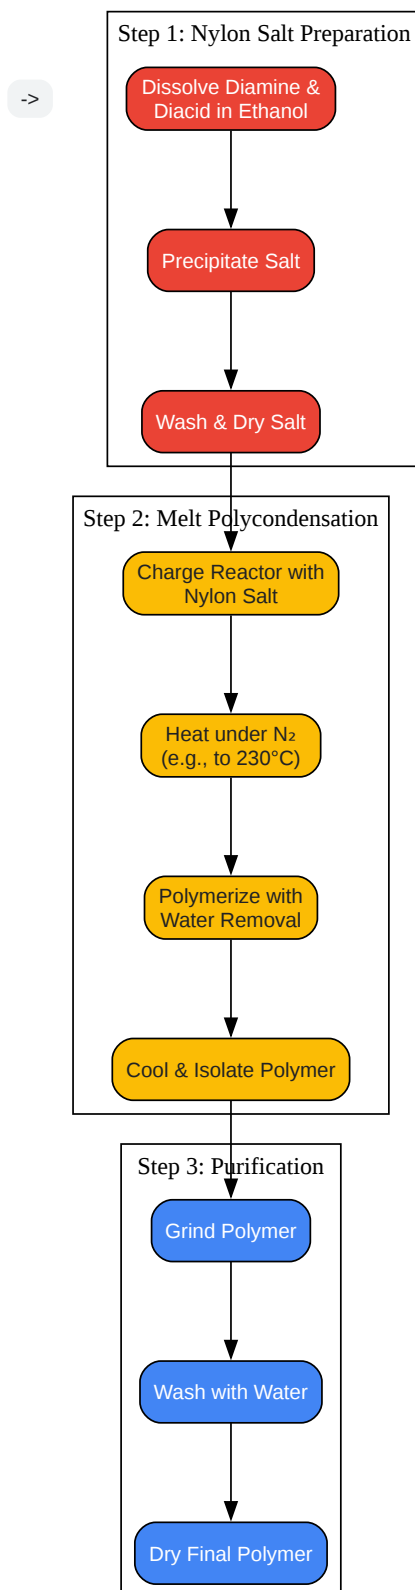 Step 1: Nylon Salt Preparation
->
Dissolve Diamine &
Diacid in Ethanol
Precipitate Salt
Wash & Dry Salt
Step 2: Melt Polycondensation
Charge Reactor with
Nylon Salt
Heat under N₂
(e.g., to 230°C)
Polymerize with
Water Removal
Cool & Isolate Polymer
Step 3: Purification
Grind Polymer
Wash with Water
Dry Final Polymer